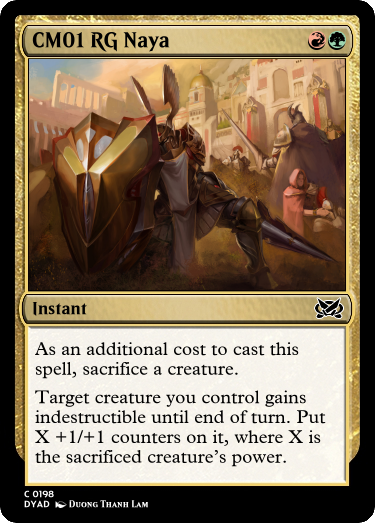 CM01 RG Naya
Instant
As an additional cost to cast this
spell, sacrifice a creature.
Target creature you control gains
indestructible until end of turn. Put
X +1/+1 counters on it, where X is
the sacrificed creature's power.
C 0198
DYAD Duong Thanh Lam